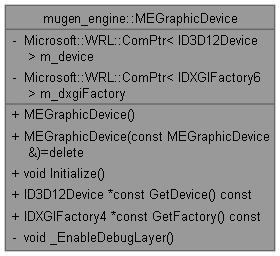 mugen_engine::MEGraphicDevice
- Microsoft::WRL::ComPtr< ID3D12Device
> m_device
- Microsoft::WRL::ComPtr< IDXGIFactory6
> m_dxgiFactory
+ MEGraphicDevice()
+ MEGraphicDevice(const MEGraphicDevice
&)=delete
+ void Initialize()
+ ID3D12Device *const GetDevice() const
+ IDXGIFactory4 *const GetFactory() const
- void _EnableDebugLayer()